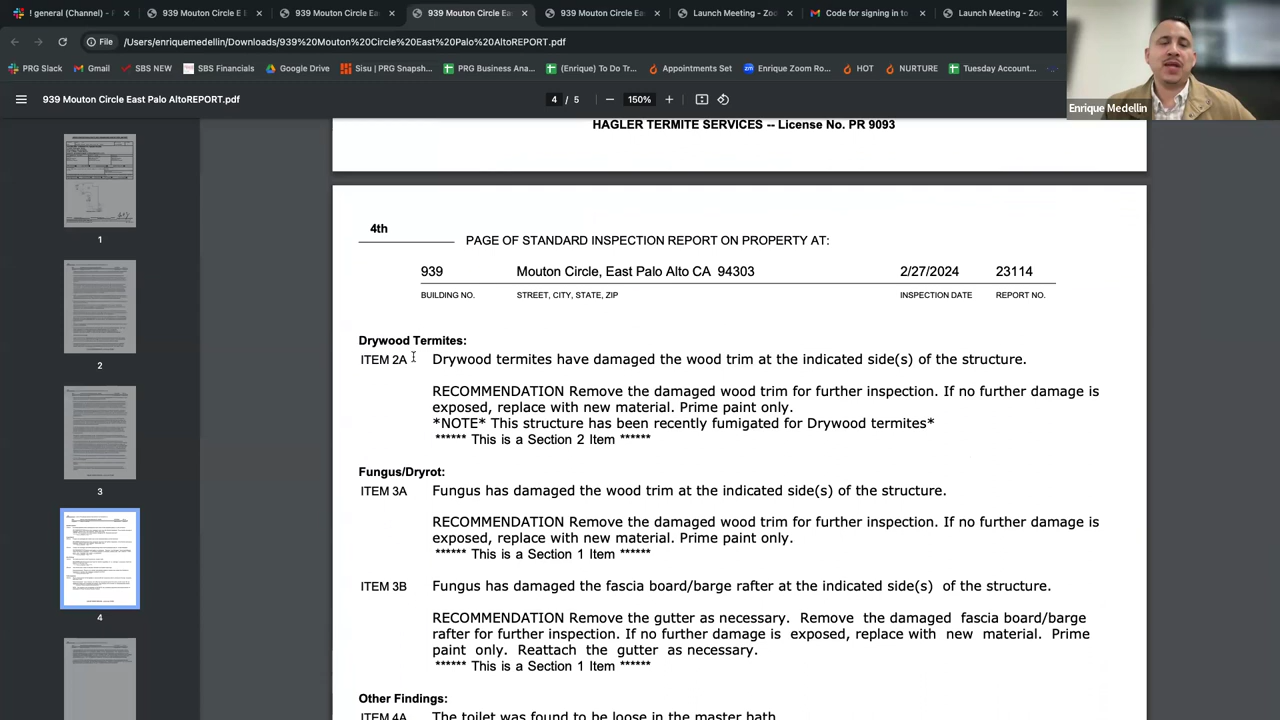 ! general (Channel) - /
939 Mouton Circle E I
939 Mouton Circle Eas
939 Mouton Circle Eas
939 Mouton Circle Eas
Launch Meeting - Zoo
Code for signing in to
Launch Meeting - Zoo
File
/Users/enriquemedellin/Downloads/939%20Mouton%20Circle%20East%20Palo%20AltoREPORT.pdf
PRG Slack
Gmail
SBS NEW
SBS Financials
Google Drive
Sisu | PRG Snapsh...
(Enrique) To Do Tr...
Appointments Set
Enrique Zoom Ro...
HOT
NURTURE
Tuesday Account...
Enrique Medellin
939 Mouton Circle East Palo AltoREPORT.pdf
4 / 5
150%
1
2
3
4
HAGLER TERMITE SERVICES -- License No. PR 9093
4th
PAGE OF STANDARD INSPECTION REPORT ON PROPERTY AT:
939 Mouton Circle, East Palo Alto CA 94303 2/27/2024 23114
BUILDING NO. STREET, CITY, STATE, ZIP INSPECTION DATE REPORT NO.
Drywood Termites:
ITEM 2A Drywood termites have damaged the wood trim at the indicated side(s) of the structure.
RECOMMENDATION Remove the damaged wood trim for further inspection. If no further damage is
exposed, replace with new material. Prime paint only.
*NOTE* The structure has been recently fumigated for Drywood termites*
****** This is a Section 2 Item ******
Fungus/Dryrot:
ITEM 3A Fungus has damaged the wood trim at the indicated side(s) of the structure.
RECOMMENDATION Remove the damaged wood trim for further inspection. If no further damage is
exposed, replace with new material. Prime paint only.
****** This is a Section 1 Item ******
ITEM 3B Fungus has damaged the fascia board/barge rafter at the indicated side(s) of the structure.
RECOMMENDATION Remove the gutter as necessary. Remove the damaged fascia board/barge
rafter for further inspection. If no further damage is exposed, replace with new material. Prime
paint only. Reattach the gutter as necessary.
****** This is a Section 1 Item ******
Other Findings:
ITEM 4A The toilet was found to be loose in the master bath.